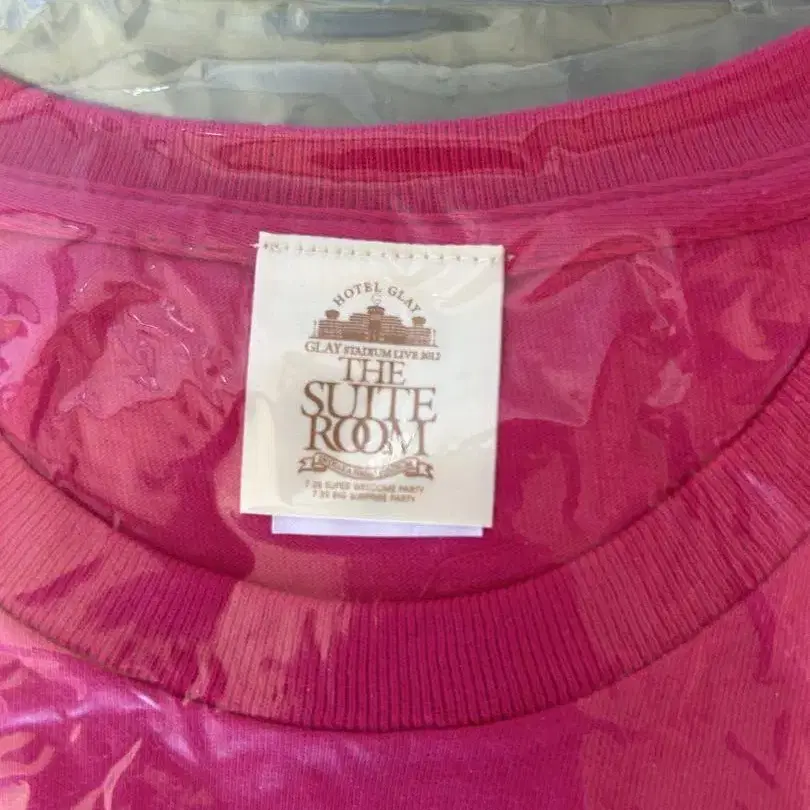 HOTEL GLAY
G
GLAY STADIUM LIVE 2012
THE
SUITE
ROOM
7.28 SUPER WELCOME PARTY
7.29 BIG SURPRISE PARTY